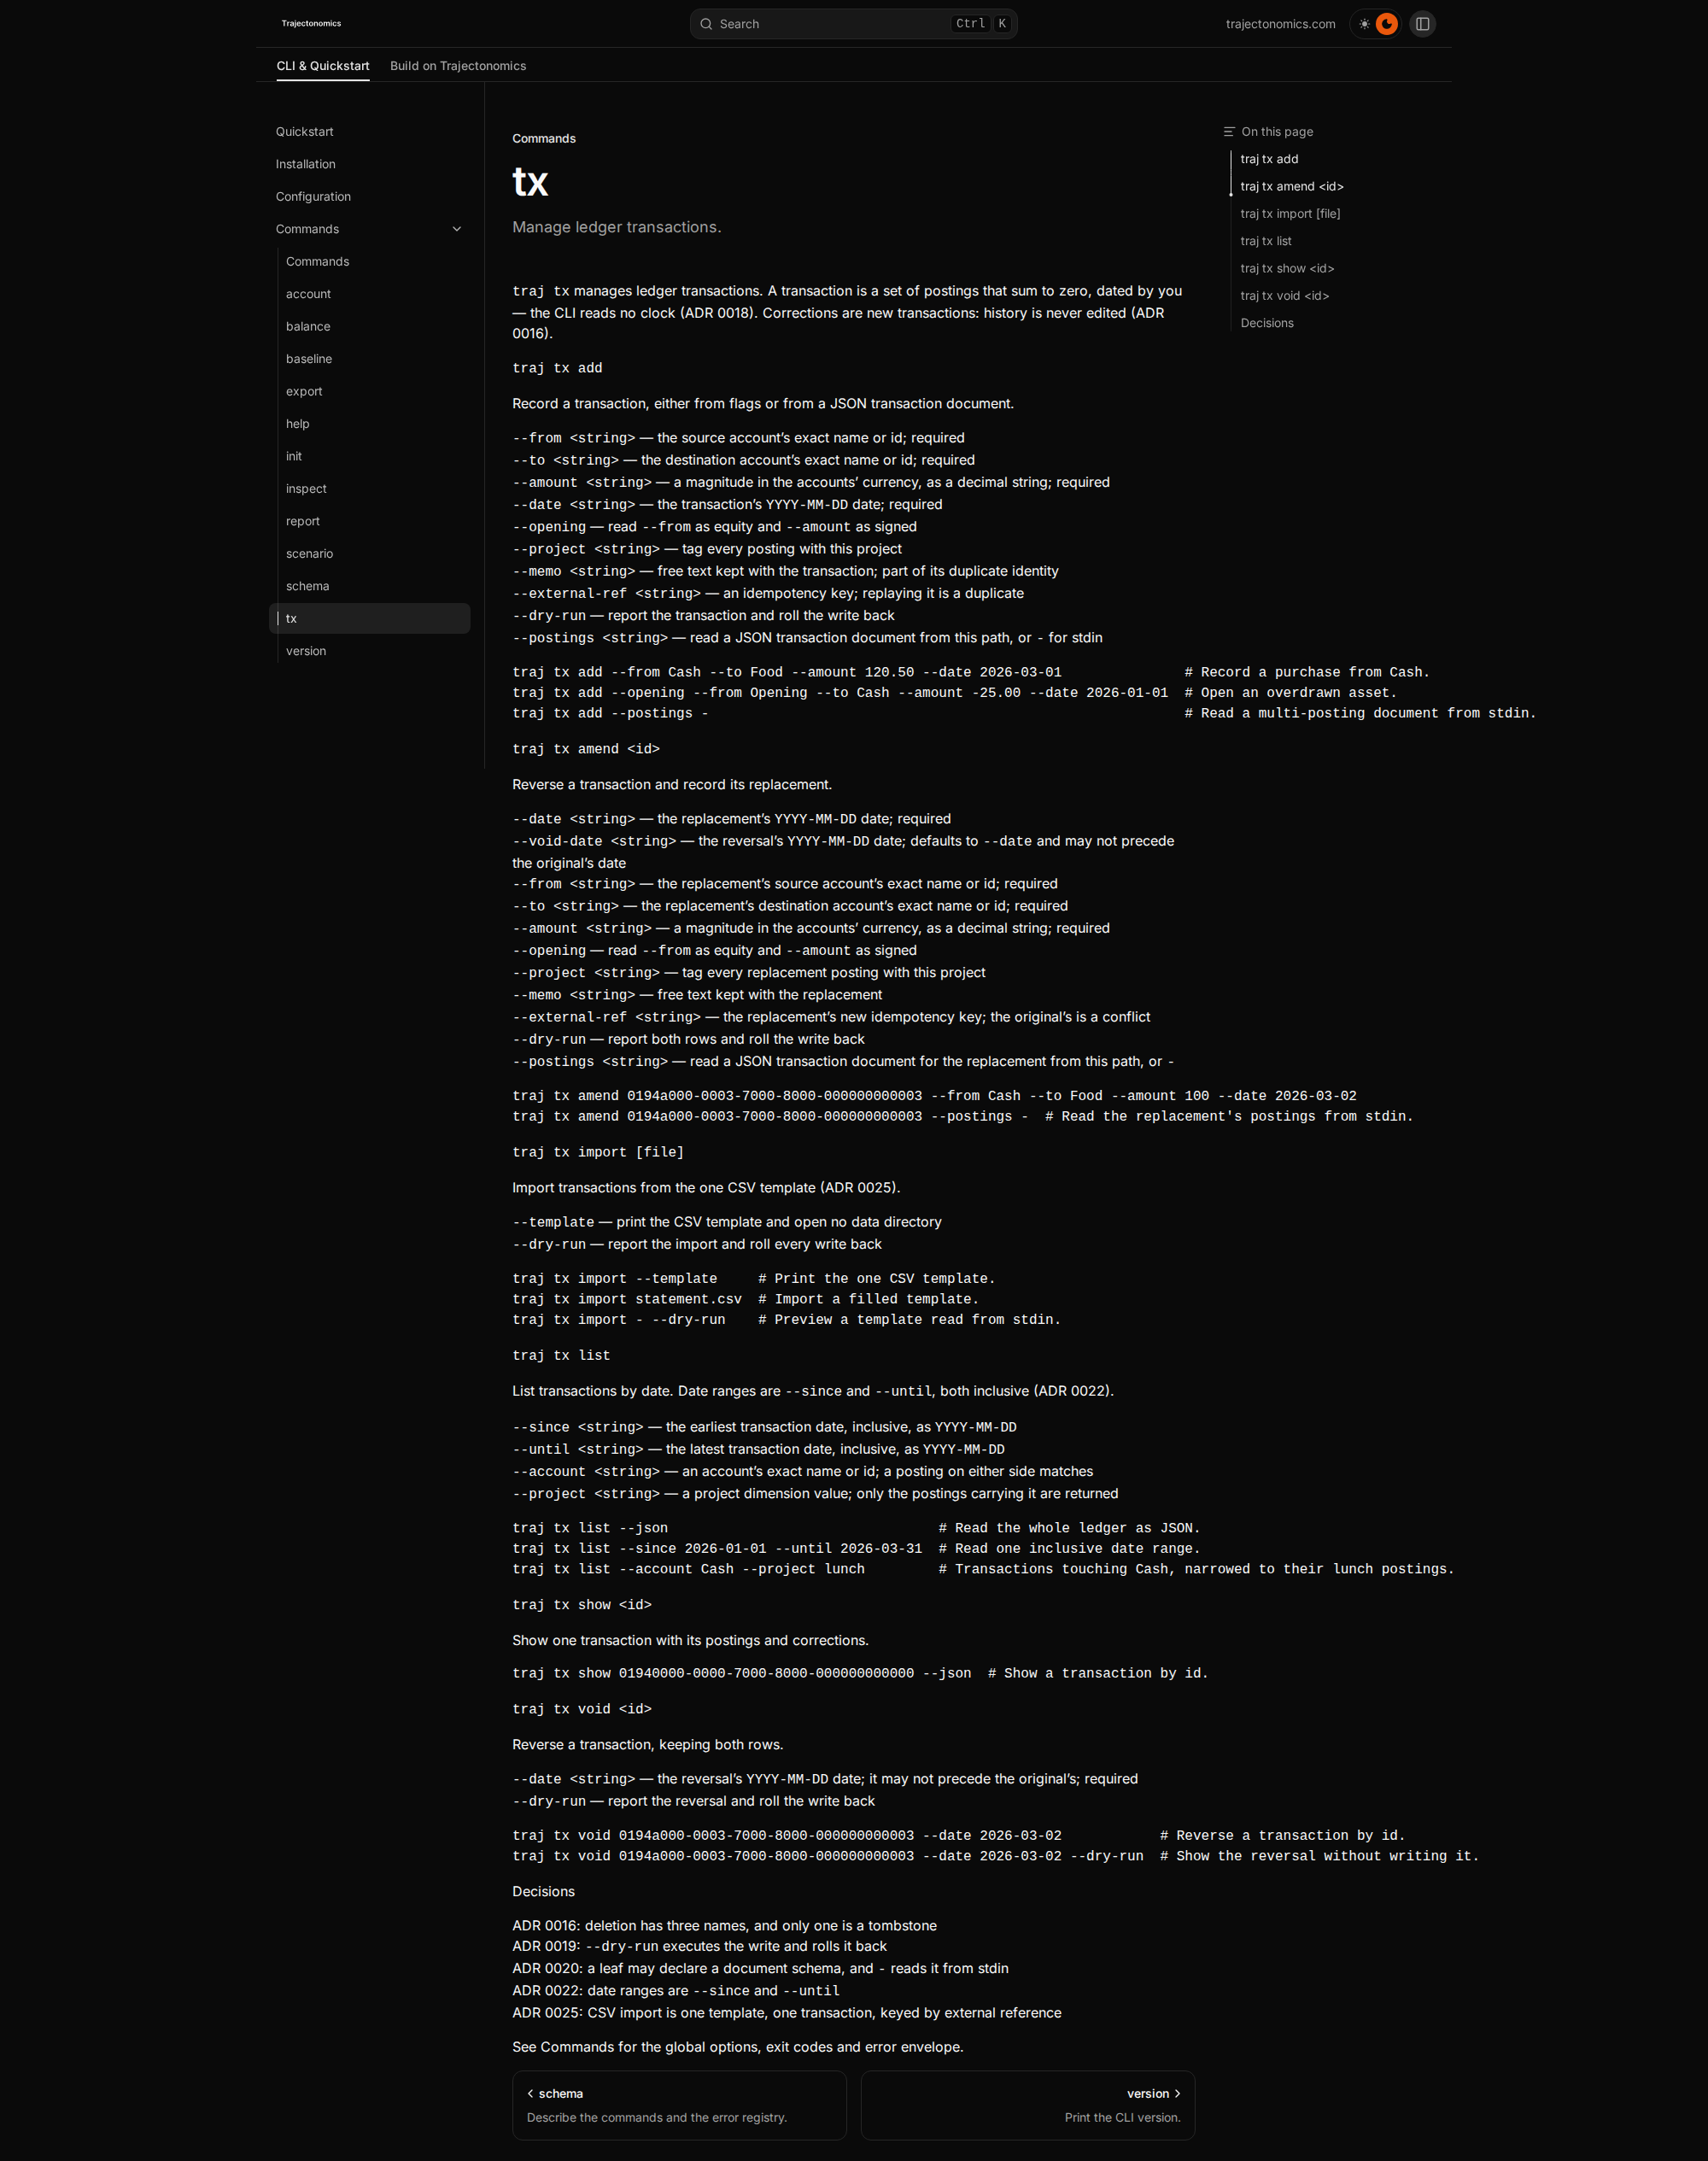 Trajectonomics
Search
Ctrl K
trajectonomics.com
CLI & Quickstart
Build on Trajectonomics
Quickstart
Installation
Configuration
Commands
Commands
account
balance
baseline
export
help
init
inspect
report
scenario
schema
tx
version
Commands
tx
Manage ledger transactions.
traj tx manages ledger transactions. A transaction is a set of postings that sum to zero, dated by you
— the CLI reads no clock (ADR 0018). Corrections are new transactions: history is never edited (ADR
0016).
traj tx add
Record a transaction, either from flags or from a JSON transaction document.
--from <string> — the source account’s exact name or id; required
--to <string> — the destination account’s exact name or id; required
--amount <string> — a magnitude in the accounts’ currency, as a decimal string; required
--date <string> — the transaction’s YYYY-MM-DD date; required
--opening — read --from as equity and --amount as signed
--project <string> — tag every posting with this project
--memo <string> — free text kept with the transaction; part of its duplicate identity
--external-ref <string> — an idempotency key; replaying it is a duplicate
--dry-run — report the transaction and roll the write back
--postings <string> — read a JSON transaction document from this path, or - for stdin
traj tx add --from Cash --to Food --amount 120.50 --date 2026-03-01 # Record a purchase from Cash.
traj tx add --opening --from Opening --to Cash --amount -25.00 --date 2026-01-01 # Open an overdrawn asset.
traj tx add --postings - # Read a multi-posting document from stdin.
traj tx amend <id>
Reverse a transaction and record its replacement.
--date <string> — the replacement’s YYYY-MM-DD date; required
--void-date <string> — the reversal’s YYYY-MM-DD date; defaults to --date and may not precede
the original’s date
--from <string> — the replacement’s source account’s exact name or id; required
--to <string> — the replacement’s destination account’s exact name or id; required
--amount <string> — a magnitude in the accounts’ currency, as a decimal string; required
--opening — read --from as equity and --amount as signed
--project <string> — tag every replacement posting with this project
--memo <string> — free text kept with the replacement
--external-ref <string> — the replacement’s new idempotency key; the original’s is a conflict
--dry-run — report both rows and roll the write back
--postings <string> — read a JSON transaction document for the replacement from this path, or -
traj tx amend 0194a000-0003-7000-8000-000000000003 --from Cash --to Food --amount 100 --date 2026-03-02
traj tx amend 0194a000-0003-7000-8000-000000000003 --postings - # Read the replacement's postings from stdin.
traj tx import [file]
Import transactions from the one CSV template (ADR 0025).
--template — print the CSV template and open no data directory
--dry-run — report the import and roll every write back
traj tx import --template # Print the one CSV template.
traj tx import statement.csv # Import a filled template.
traj tx import - --dry-run # Preview a template read from stdin.
traj tx list
List transactions by date. Date ranges are --since and --until, both inclusive (ADR 0022).
--since <string> — the earliest transaction date, inclusive, as YYYY-MM-DD
--until <string> — the latest transaction date, inclusive, as YYYY-MM-DD
--account <string> — an account’s exact name or id; a posting on either side matches
--project <string> — a project dimension value; only the postings carrying it are returned
traj tx list --json # Read the whole ledger as JSON.
traj tx list --since 2026-01-01 --until 2026-03-31 # Read one inclusive date range.
traj tx list --account Cash --project lunch # Transactions touching Cash, narrowed to their lunch postings.
traj tx show <id>
Show one transaction with its postings and corrections.
traj tx show 01940000-0000-7000-8000-000000000000 --json # Show a transaction by id.
traj tx void <id>
Reverse a transaction, keeping both rows.
--date <string> — the reversal’s YYYY-MM-DD date; it may not precede the original’s; required
--dry-run — report the reversal and roll the write back
traj tx void 0194a000-0003-7000-8000-000000000003 --date 2026-03-02 # Reverse a transaction by id.
traj tx void 0194a000-0003-7000-8000-000000000003 --date 2026-03-02 --dry-run # Show the reversal without writing it.
Decisions
ADR 0016: deletion has three names, and only one is a tombstone
ADR 0019: --dry-run executes the write and rolls it back
ADR 0020: a leaf may declare a document schema, and - reads it from stdin
ADR 0022: date ranges are --since and --until
ADR 0025: CSV import is one template, one transaction, keyed by external reference
See Commands for the global options, exit codes and error envelope.
schema
Describe the commands and the error registry.
version
Print the CLI version.
On this page
traj tx add
traj tx amend <id>
traj tx import [file]
traj tx list
traj tx show <id>
traj tx void <id>
Decisions